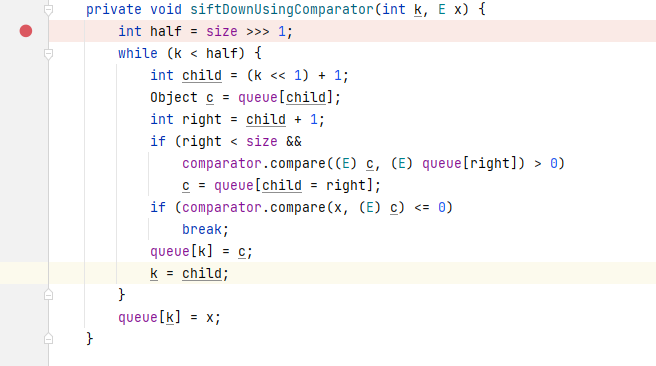 private void siftDownUsingComparator(int k, E x) {
int half = size >>> 1;
while (k < half) {
int child = (k << 1) + 1;
Object c = queue[child];
int right = child + 1;
if (right < size &&
comparator.compare((E) c, (E) queue[right]) > 0)
c = queue[child = right];
if (comparator.compare(x, (E) c) <= 0)
break;
queue[k] = c;
k = child;
}
queue[k] = x;
}